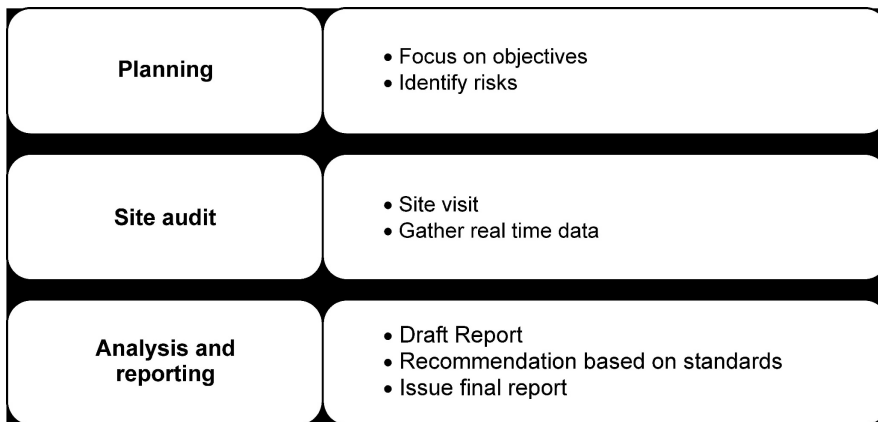 Planning
• Focus on objectives
• Identify risks
Site audit
• Site visit
• Gather real time data
Analysis and
reporting
• Draft Report
• Recommendation based on standards
• Issue final report